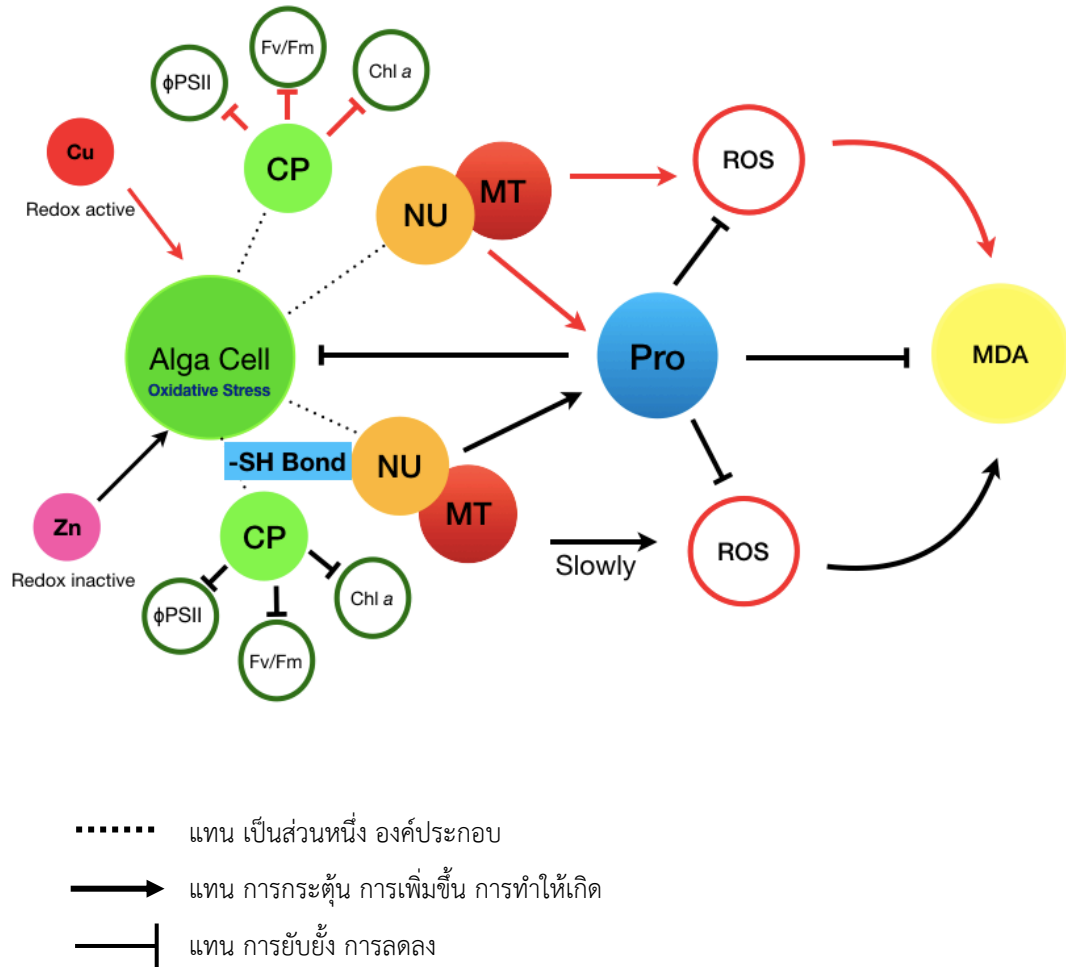 Fv/Fm
ϕPSII
Chl a
Cu
CP
ROS
MT
NU
Redox active
Alga Cell
Oxidative Stress
Pro
MDA
-SH Bond
NU
MT
Zn
CP
ROS
Slowly
Redox inactive
ϕPSII
Chl a
Fv/Fm
แทน เป็นส่วนหนึ่ง องค์ประกอบ
แทน การกระตุ้น การเพิ่มขึ้น การทำให้เกิด
แทน การยับยั้ง การลดลง